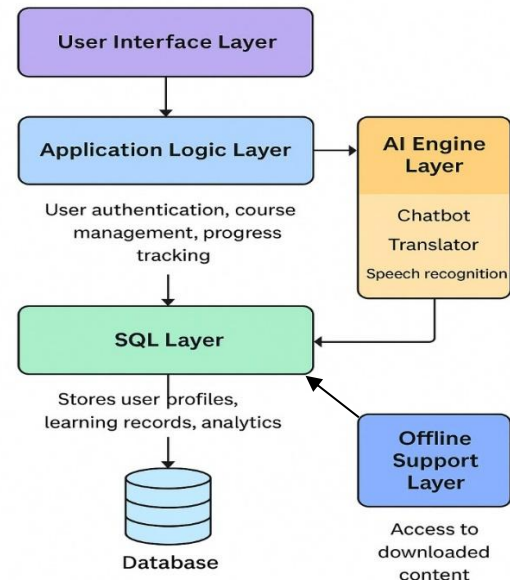 User Interface Layer
Application Logic Layer
User authentication, course
management, progress
tracking
AI Engine
Layer
Chatbot
Translator
Speech recognition
SQL Layer
Stores user profiles,
learning records, analytics
Database
Offline
Support
Layer
Access to
downloaded
content